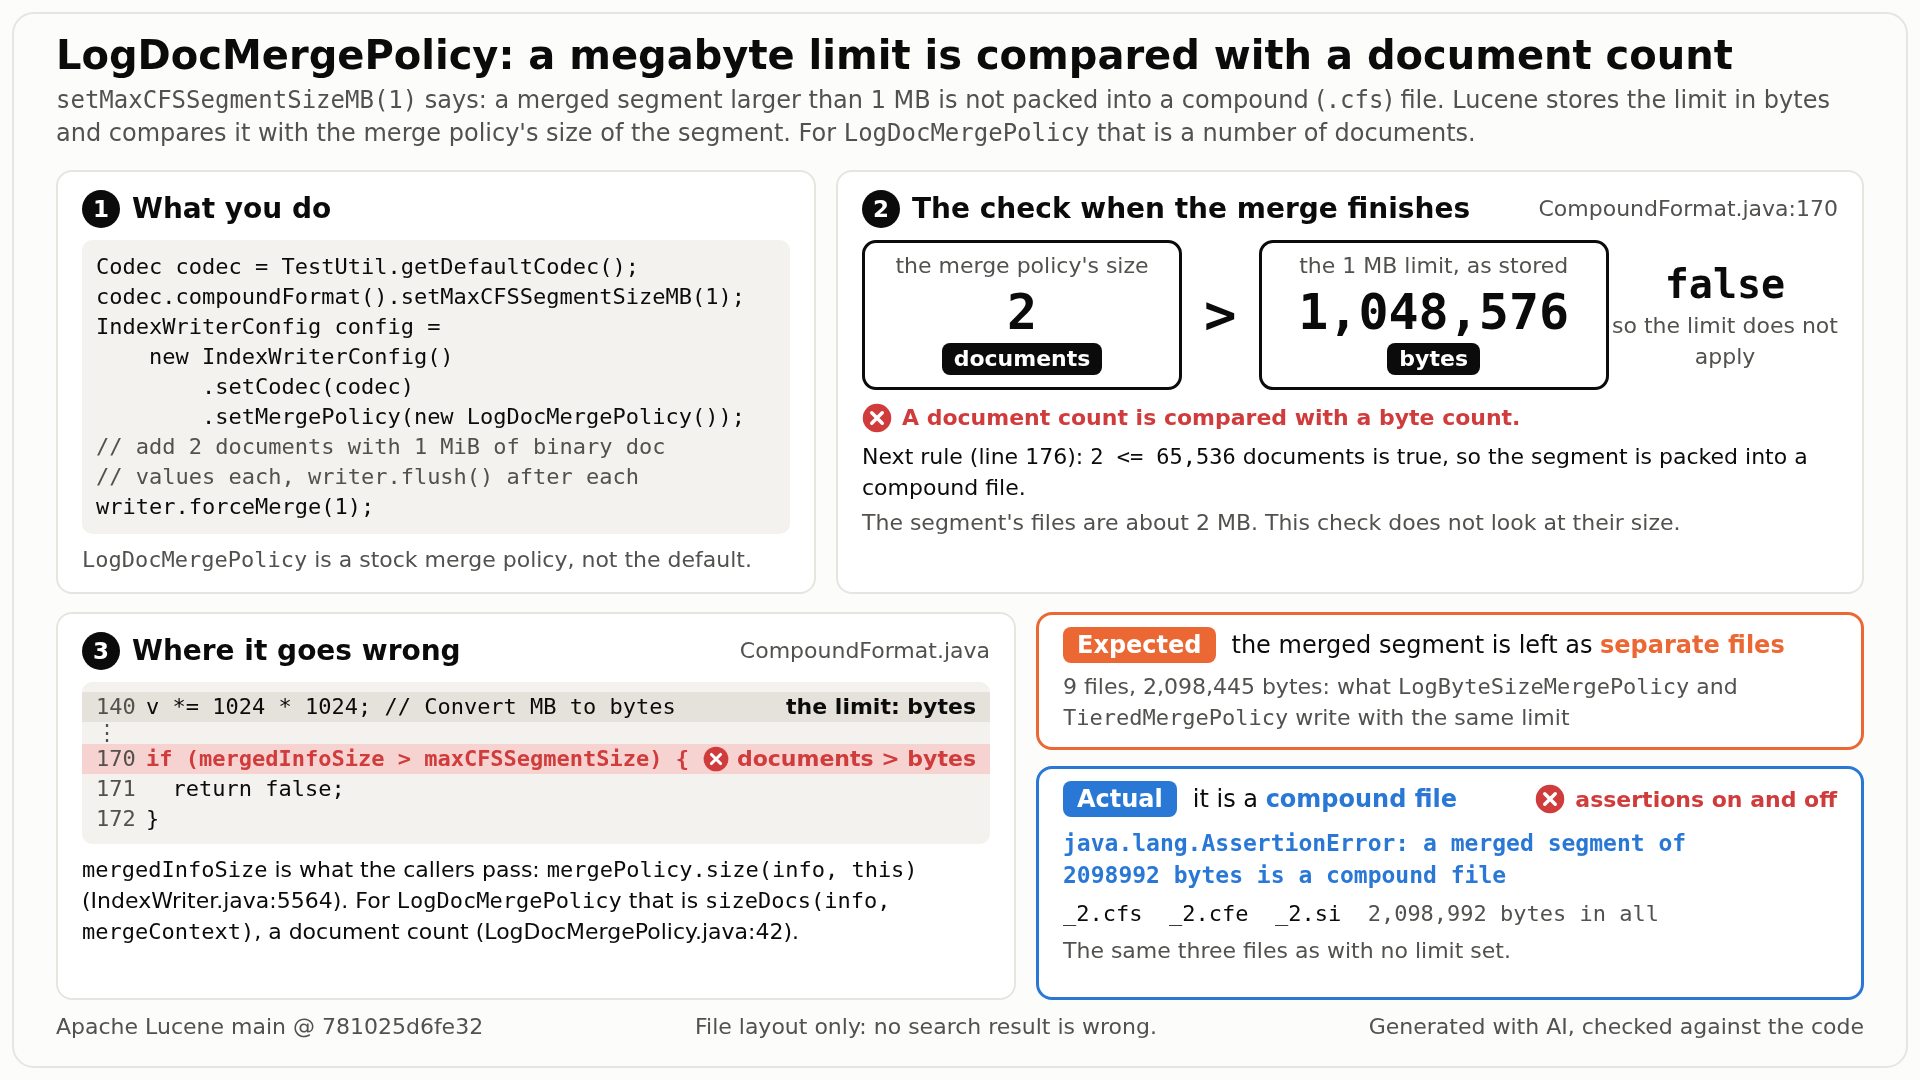 LogDocMergePolicy: a megabyte limit is compared with a document count
setMaxCFSSegmentSizeMB(1) says: a merged segment larger than 1 MB is not packed into a compound (.cfs) file. Lucene stores the limit in bytes
and compares it with the merge policy's size of the segment. For LogDocMergePolicy that is a number of documents.
1 What you do
Codec codec = TestUtil.getDefaultCodec();
codec.compoundFormat().setMaxCFSSegmentSizeMB(1);
IndexWriterConfig config =
    new IndexWriterConfig()
        .setCodec(codec)
        .setMergePolicy(new LogDocMergePolicy());
// add 2 documents with 1 MiB of binary doc
// values each, writer.flush() after each
writer.forceMerge(1);
LogDocMergePolicy is a stock merge policy, not the default.
2 The check when the merge finishes CompoundFormat.java:170
the merge policy's size
2
documents
>
the 1 MB limit, as stored
1,048,576
bytes
false
so the limit does not
apply
A document count is compared with a byte count.
Next rule (line 176): 2 <= 65,536 documents is true, so the segment is packed into a
compound file.
The segment's files are about 2 MB. This check does not look at their size.
3 Where it goes wrong CompoundFormat.java
140 v *= 1024 * 1024; // Convert MB to bytes the limit: bytes
⋮
170 if (mergedInfoSize > maxCFSSegmentSize) { documents > bytes
171   return false;
172 }
mergedInfoSize is what the callers pass: mergePolicy.size(info, this)
(IndexWriter.java:5564). For LogDocMergePolicy that is sizeDocs(info,
mergeContext), a document count (LogDocMergePolicy.java:42).
Expected the merged segment is left as separate files
9 files, 2,098,445 bytes: what LogByteSizeMergePolicy and
TieredMergePolicy write with the same limit
Actual it is a compound file assertions on and off
java.lang.AssertionError: a merged segment of
2098992 bytes is a compound file
_2.cfs _2.cfe _2.si 2,098,992 bytes in all
The same three files as with no limit set.
Apache Lucene main @ 781025d6fe32
File layout only: no search result is wrong.
Generated with AI, checked against the code